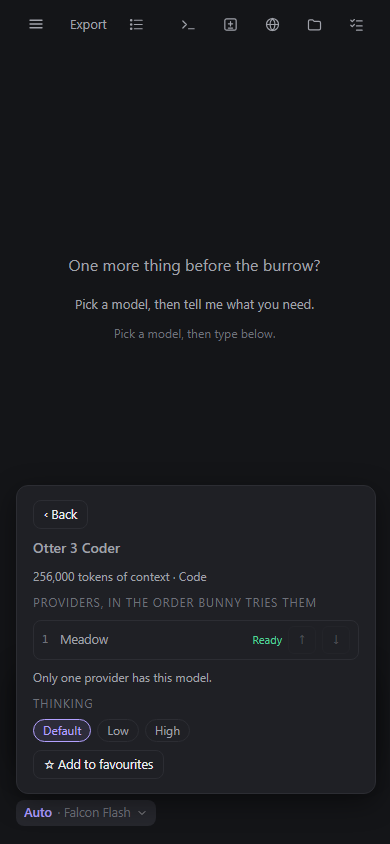 Export
One more thing before the burrow?
Pick a model, then tell me what you need.
Pick a model, then type below.
‹ Back
Otter 3 Coder
256,000 tokens of context · Code
PROVIDERS, IN THE ORDER BUNNY TRIES THEM
1 Meadow Ready ↑ ↓
Only one provider has this model.
THINKING
Default Low High
☆ Add to favourites
Auto · Falcon Flash